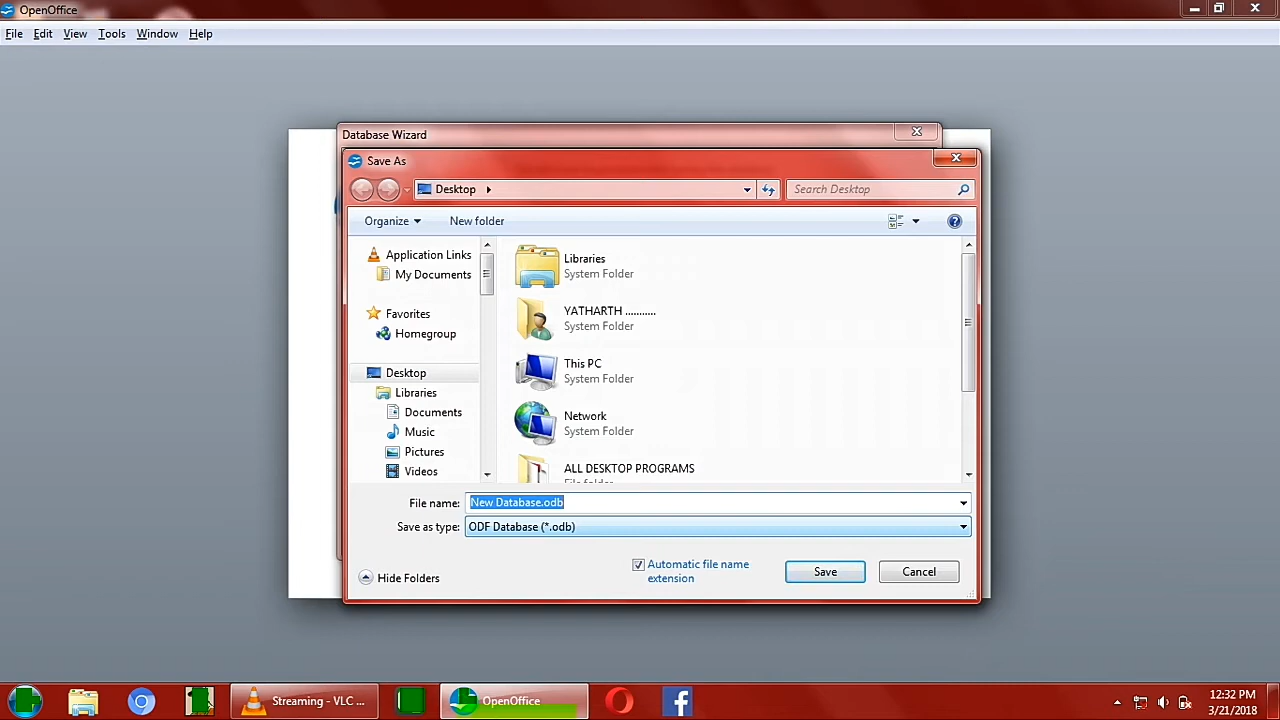 OpenOffice
File Edit View Tools Window Help
Database Wizard
Save As
Desktop
Search Desktop
Organize New folder
Application Links
My Documents
Favorites
Homegroup
Desktop
Libraries
Documents
Music
Pictures
Videos
Libraries
System Folder
YATHARTH ...........
System Folder
This PC
System Folder
Network
System Folder
ALL DESKTOP PROGRAMS
File folder
File name: New Database.odb
Save as type: ODF Database (*.odb)
Automatic file name
extension
Save Cancel
Hide Folders
Streaming - VLC ...
OpenOffice
12:32 PM
3/21/2018